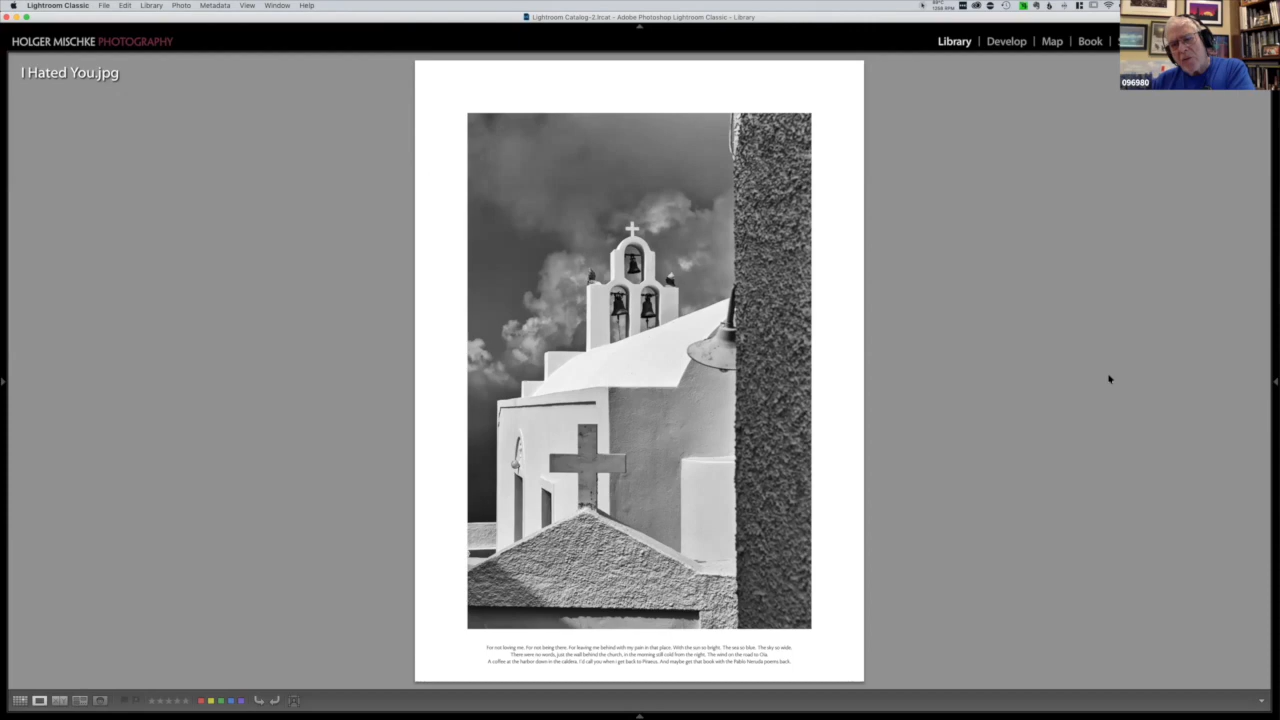 Lightroom Classic File Edit Library Photo Metadata View Window Help
Lightroom Catalog-2.lrcat - Adobe Photoshop Lightroom Classic - Library
HOLGER MISCHKE PHOTOGRAPHY
Library | Develop | Map | Book |
I Hated You.jpg
096980
For not loving me. For not being there. For leaving me behind with my pain in that place. With the sun so bright. The sea so blue. The sky so wide.
There were no words, just the wall behind the church, in the morning still cold from the night. The wind on the road to Oia.
A coffee at the harbor down in the caldera. I'd call you when I get back to Piraeus. And maybe get that book with the Pablo Neruda poems back.